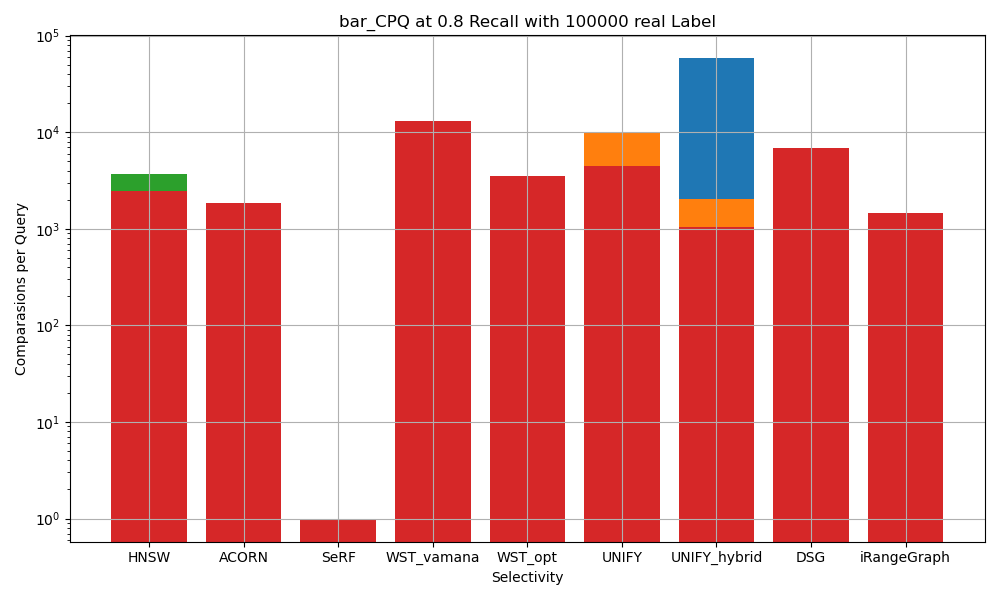 bar_CPQ at 0.8 Recall with 100000 real Label
Comparasions per Query
10^5
10^4
10^3
10^2
10^1
10^0
HNSW ACORN SeRF WST_vamana WST_opt UNIFY UNIFY_hybrid DSG iRangeGraph
Selectivity